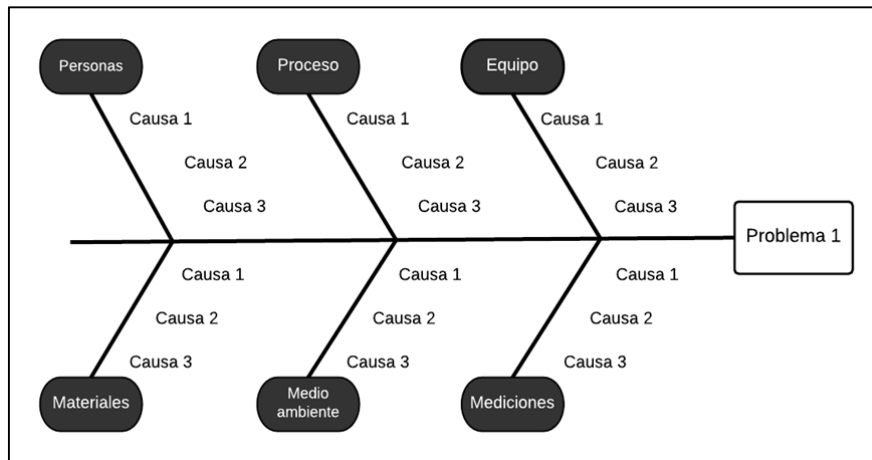 Personas
Proceso
Equipo
Causa 1
Causa 1
Causa 1
Causa 2
Causa 2
Causa 2
Causa 3
Causa 3
Causa 3
Problema 1
Causa 1
Causa 1
Causa 1
Causa 2
Causa 2
Causa 2
Causa 3
Causa 3
Causa 3
Materiales
Medio
ambiente
Mediciones